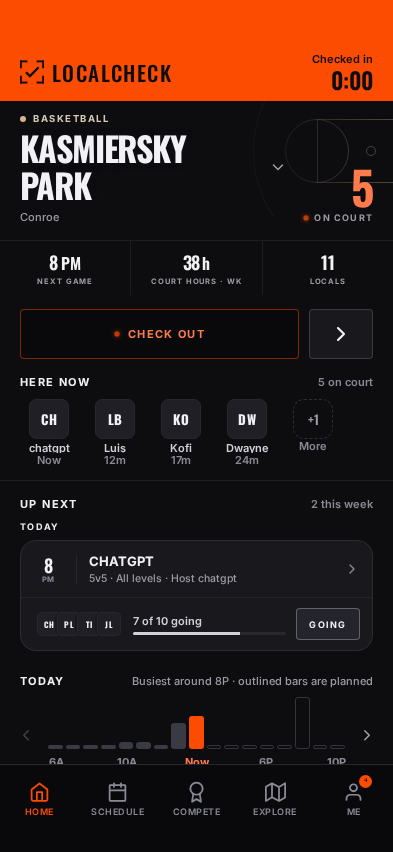 LOCALCHECK
Checked in
0:00
BASKETBALL
KASMIERSKY
PARK
Conroe
5
ON COURT
8 PM
NEXT GAME
38 h
COURT HOURS · WK
11
LOCALS
CHECK OUT
HERE NOW
5 on court
CH
LB
KO
DW
+1
chatgpt
Luis
Kofi
Dwayne
More
Now
12m
17m
24m
UP NEXT
2 this week
TODAY
8
PM
CHATGPT
5v5 · All levels · Host chatgpt
CH PL TI JL
7 of 10 going
GOING
TODAY
Busiest around 8P · outlined bars are planned
6A
10A
Now
6P
10P
HOME
SCHEDULE
COMPETE
EXPLORE
ME